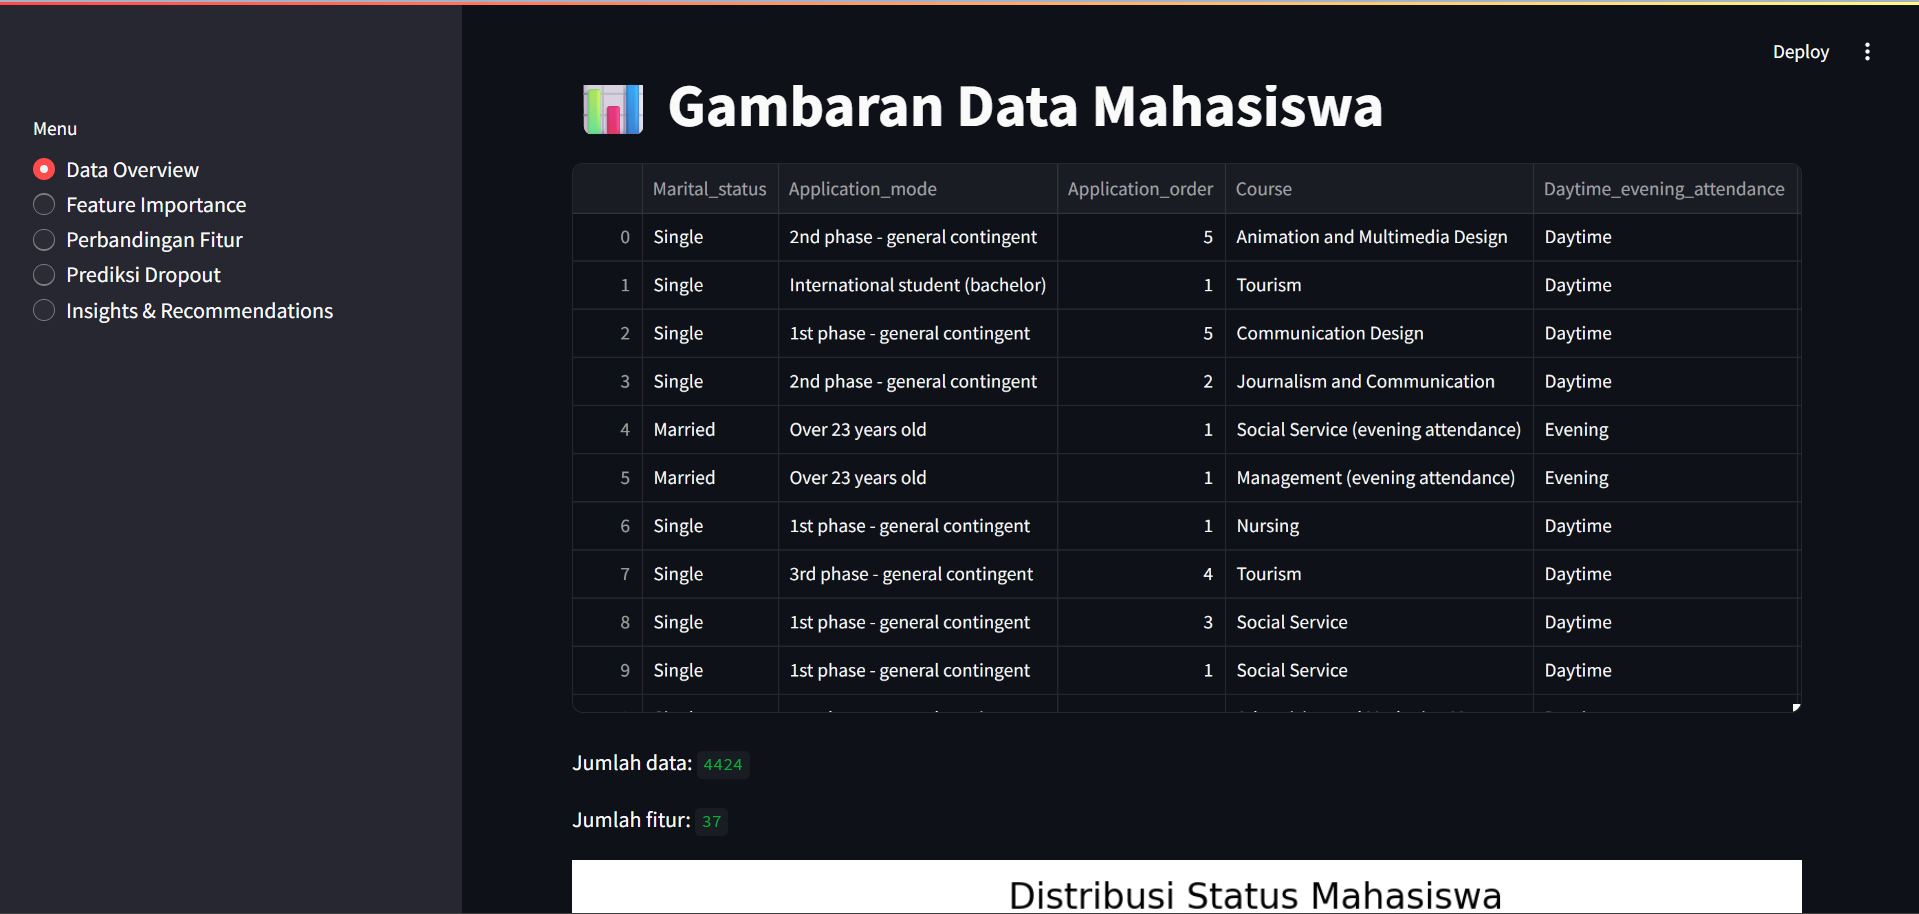 Deploy
Menu
Data Overview
Feature Importance
Perbandingan Fitur
Prediksi Dropout
Insights & Recommendations
Gambaran Data Mahasiswa
Marital_status Application_mode Application_order Course Daytime_evening_attendance
0 Single 2nd phase - general contingent 5 Animation and Multimedia Design Daytime
1 Single International student (bachelor) 1 Tourism Daytime
2 Single 1st phase - general contingent 5 Communication Design Daytime
3 Single 2nd phase - general contingent 2 Journalism and Communication Daytime
4 Married Over 23 years old 1 Social Service (evening attendance) Evening
5 Married Over 23 years old 1 Management (evening attendance) Evening
6 Single 1st phase - general contingent 1 Nursing Daytime
7 Single 3rd phase - general contingent 4 Tourism Daytime
8 Single 1st phase - general contingent 3 Social Service Daytime
9 Single 1st phase - general contingent 1 Social Service Daytime
Jumlah data: 4424
Jumlah fitur: 37
Distribusi Status Mahasiswa